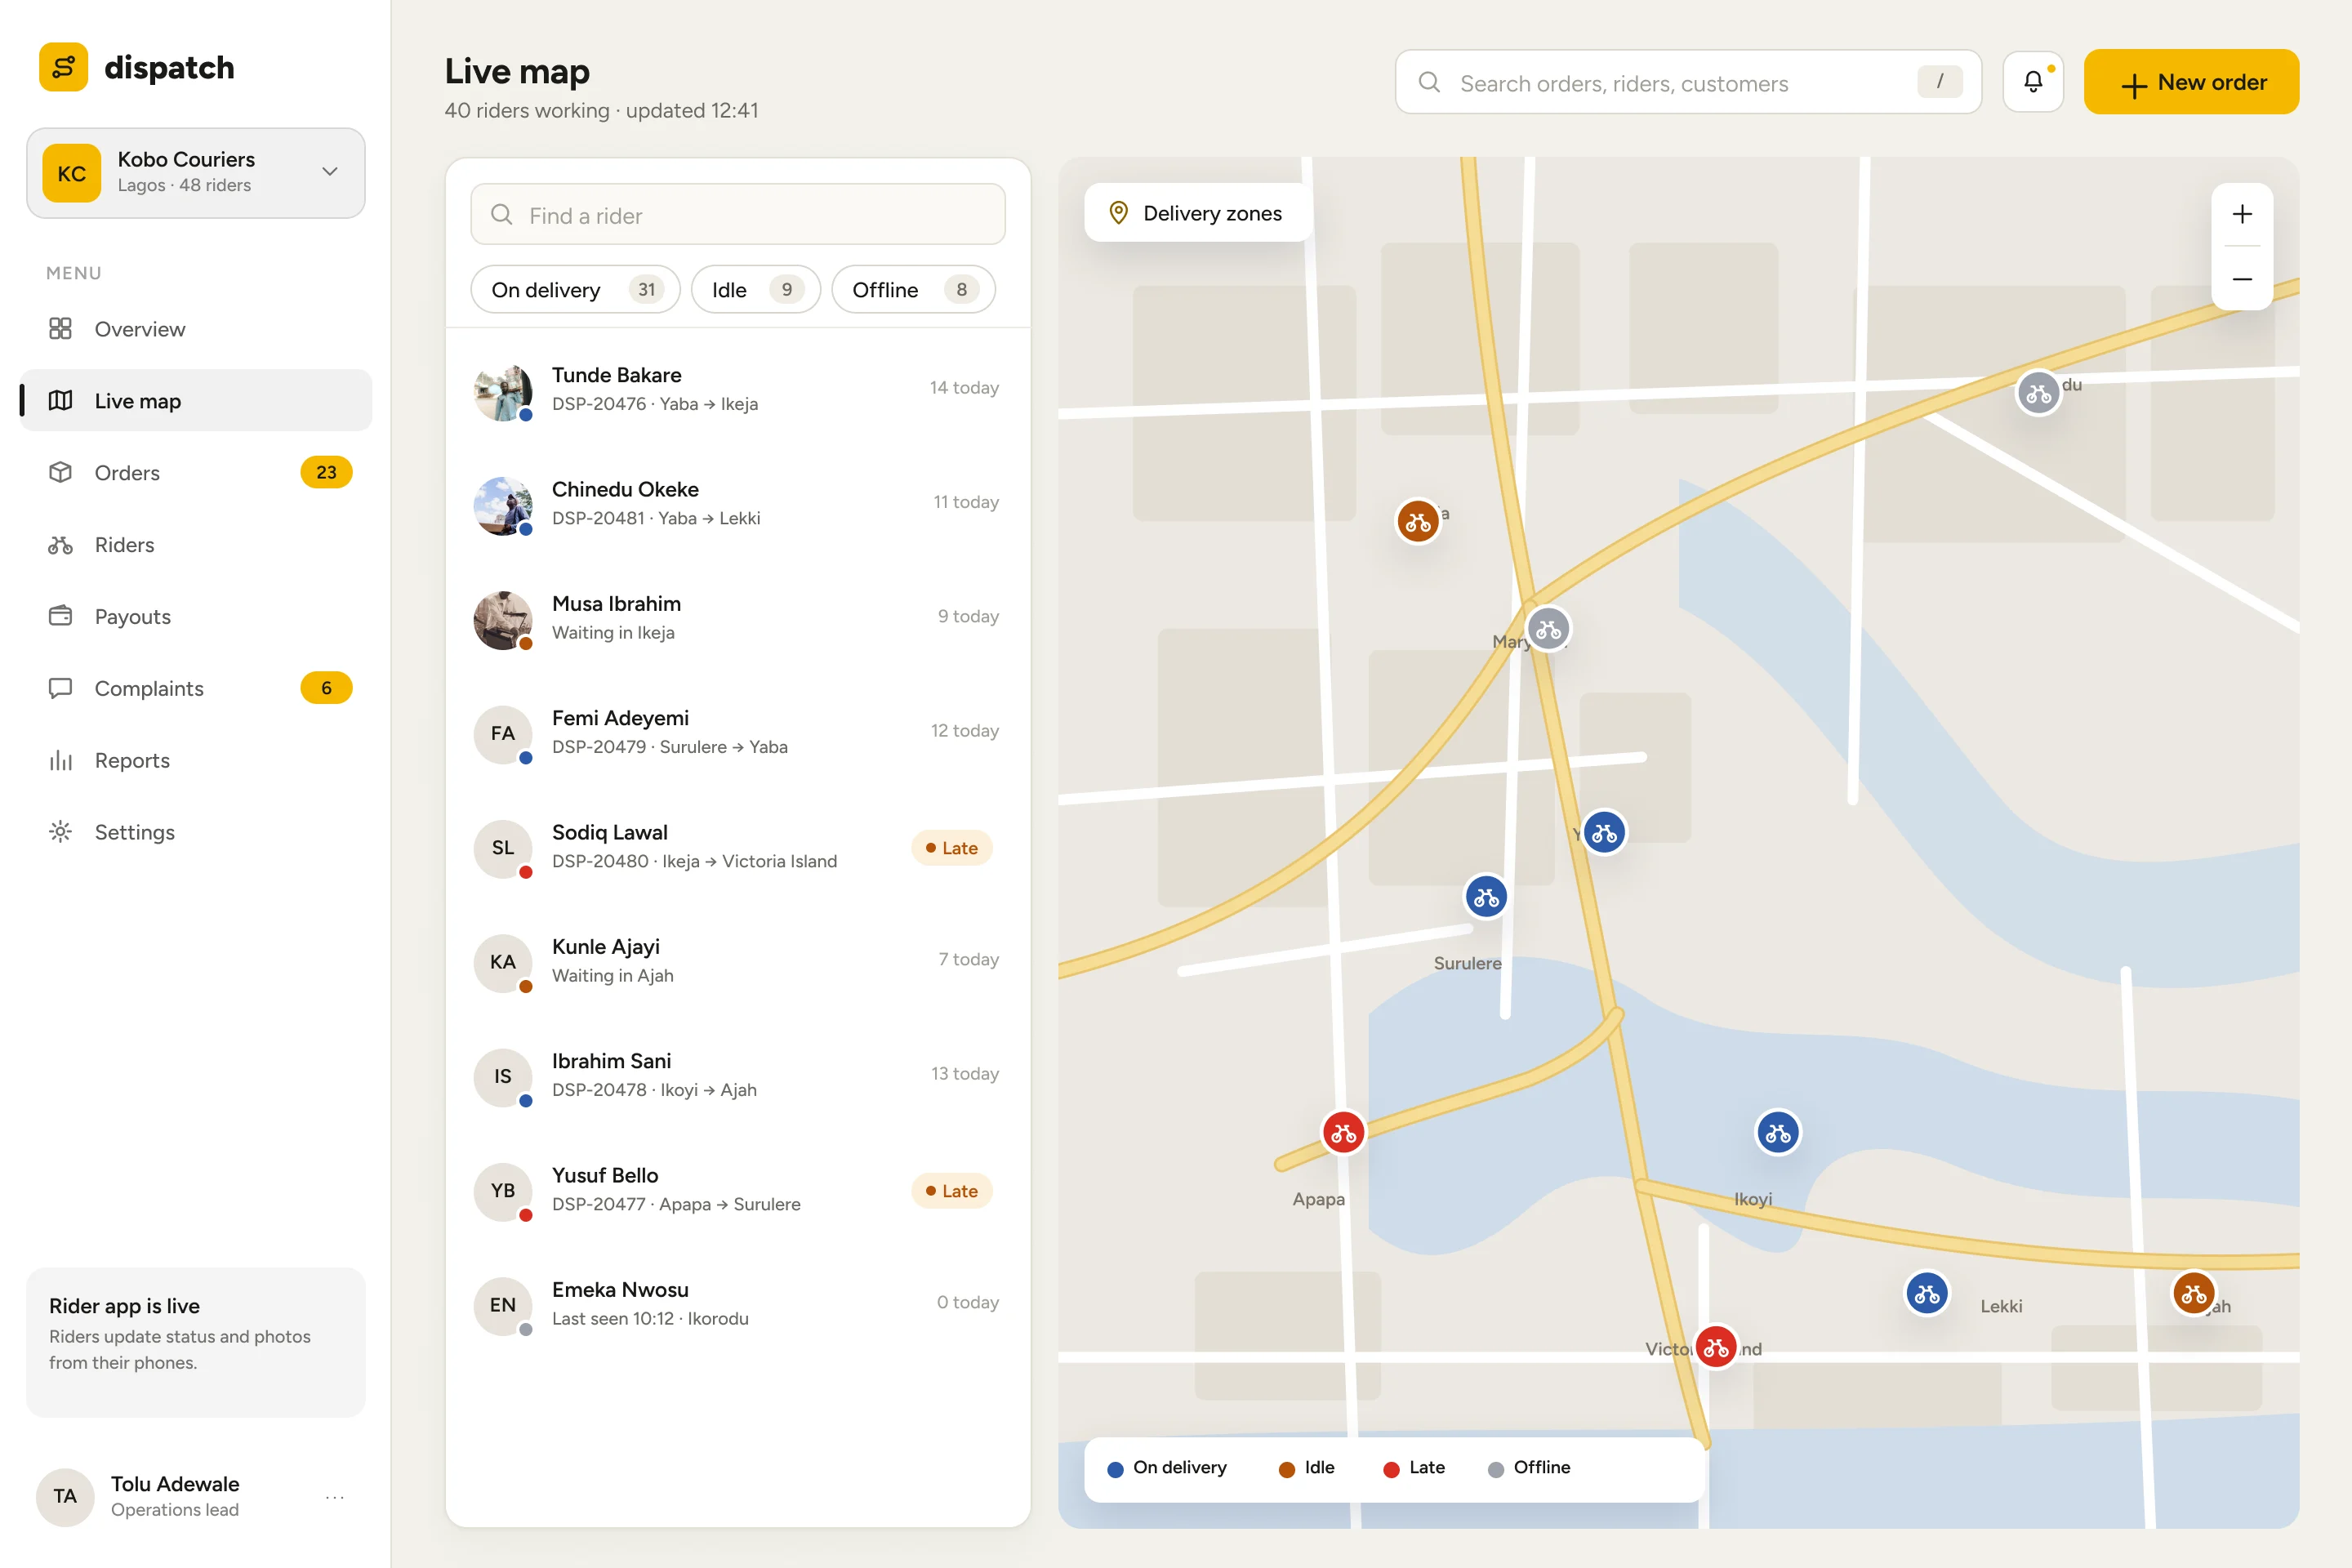 dispatch
KC
Kobo Couriers
Lagos · 48 riders
MENU
Overview
Live map
Orders 23
Riders
Payouts
Complaints 6
Reports
Settings
Rider app is live
Riders update status and photos
from their phones.
TA
Tolu Adewale
Operations lead
Live map
40 riders working · updated 12:41
Search orders, riders, customers /
New order
Find a rider
On delivery 31 Idle 9 Offline 8
Tunde Bakare
DSP-20476 · Yaba → Ikeja
14 today
Chinedu Okeke
DSP-20481 · Yaba → Lekki
11 today
Musa Ibrahim
Waiting in Ikeja
9 today
FA
Femi Adeyemi
DSP-20479 · Surulere → Yaba
12 today
SL
Sodiq Lawal
DSP-20480 · Ikeja → Victoria Island
Late
KA
Kunle Ajayi
Waiting in Ajah
7 today
IS
Ibrahim Sani
DSP-20478 · Ikoyi → Ajah
13 today
YB
Yusuf Bello
DSP-20477 · Apapa → Surulere
Late
EN
Emeka Nwosu
Last seen 10:12 · Ikorodu
0 today
Delivery zones
Surulere
Apapa
Ikoyi
Lekki
On delivery Idle Late Offline